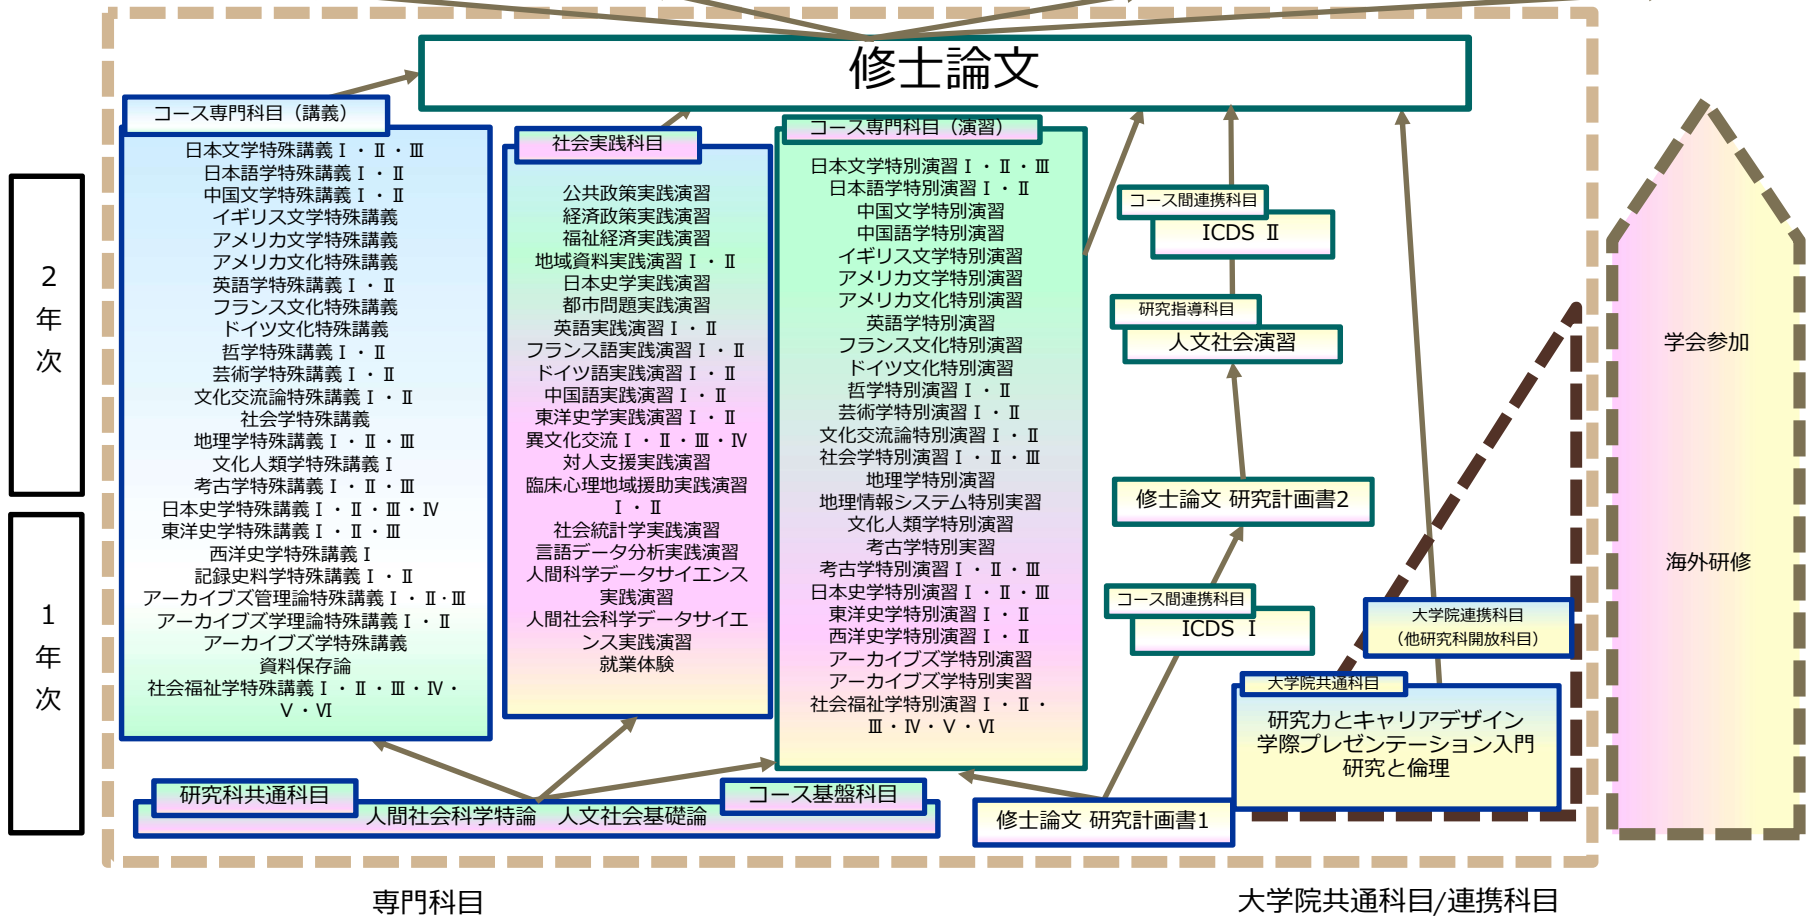 修士論文
コース専門科目（講義）
日本文学特殊講義Ⅰ・Ⅱ・Ⅲ
日本語学特殊講義Ⅰ・Ⅱ
中国文学特殊講義Ⅰ・Ⅱ
イギリス文学特殊講義
アメリカ文学特殊講義
アメリカ文化特殊講義
英語学特殊講義Ⅰ・Ⅱ
フランス文化特殊講義
ドイツ文化特殊講義
哲学特殊講義Ⅰ・Ⅱ
芸術学特殊講義Ⅰ・Ⅱ
文化交流論特殊講義Ⅰ・Ⅱ
社会学特殊講義
地理学特殊講義Ⅰ・Ⅱ・Ⅲ
文化人類学特殊講義Ⅰ
考古学特殊講義Ⅰ・Ⅱ・Ⅲ
日本史学特殊講義Ⅰ・Ⅱ・Ⅲ・Ⅳ
東洋史学特殊講義Ⅰ・Ⅱ・Ⅲ
西洋史学特殊講義Ⅰ
記録史料学特殊講義Ⅰ・Ⅱ
アーカイブズ管理論特殊講義Ⅰ・Ⅱ・Ⅲ
アーカイブズ学理論特殊講義Ⅰ・Ⅱ
アーカイブズ学特殊講義
資料保存論
社会福祉学特殊講義Ⅰ・Ⅱ・Ⅲ・Ⅳ・
Ⅴ・Ⅵ
社会実践科目
公共政策実践演習
経済政策実践演習
福祉経済実践演習
地域資料実践演習Ⅰ・Ⅱ
日本史学実践演習
都市問題実践演習
英語実践演習Ⅰ・Ⅱ
フランス語実践演習Ⅰ・Ⅱ
ドイツ語実践演習Ⅰ・Ⅱ
中国語実践演習Ⅰ・Ⅱ
東洋史学実践演習Ⅰ・Ⅱ
異文化交流Ⅰ・Ⅱ・Ⅲ・Ⅳ
対人支援実践演習
臨床心理地域援助実践演習
Ⅰ・Ⅱ
社会統計学実践演習
言語データ分析実践演習
人間科学データサイエンス
実践演習
人間社会科学データサイエ
ンス実践演習
就業体験
コース専門科目（演習）
日本文学特別演習Ⅰ・Ⅱ・Ⅲ
日本語学特別演習Ⅰ・Ⅱ
中国文学特別演習
中国語学特別演習
イギリス文学特別演習
アメリカ文学特別演習
アメリカ文化特別演習
英語学特別演習
フランス文化特別演習
ドイツ文化特別演習
哲学特別演習Ⅰ・Ⅱ
芸術学特別演習Ⅰ・Ⅱ
文化交流論特別演習Ⅰ・Ⅱ
社会学特別演習Ⅰ・Ⅱ・Ⅲ
地理学特別演習
地理情報システム特別実習
文化人類学特別演習
考古学特別実習
考古学特別演習Ⅰ・Ⅱ・Ⅲ
日本史学特別演習Ⅰ・Ⅱ・Ⅲ
東洋史学特別演習Ⅰ・Ⅱ
西洋史学特別演習Ⅰ・Ⅱ
アーカイブズ学特別演習
アーカイブズ学特別実習
社会福祉学特別演習Ⅰ・Ⅱ・
Ⅲ・Ⅳ・Ⅴ・Ⅵ
コース間連携科目
ICDS Ⅱ
研究指導科目
人文社会演習
修士論文 研究計画書2
コース間連携科目
ICDS Ⅰ
大学院連携科目
（他研究科開放科目）
大学院共通科目
研究力とキャリアデザイン
学際プレゼンテーション入門
研究と倫理
修士論文 研究計画書1
研究科共通科目
コース基盤科目
人間社会科学特論　人文社会基礎論
2年次
1年次
学会参加
海外研修
専門科目
大学院共通科目/連携科目